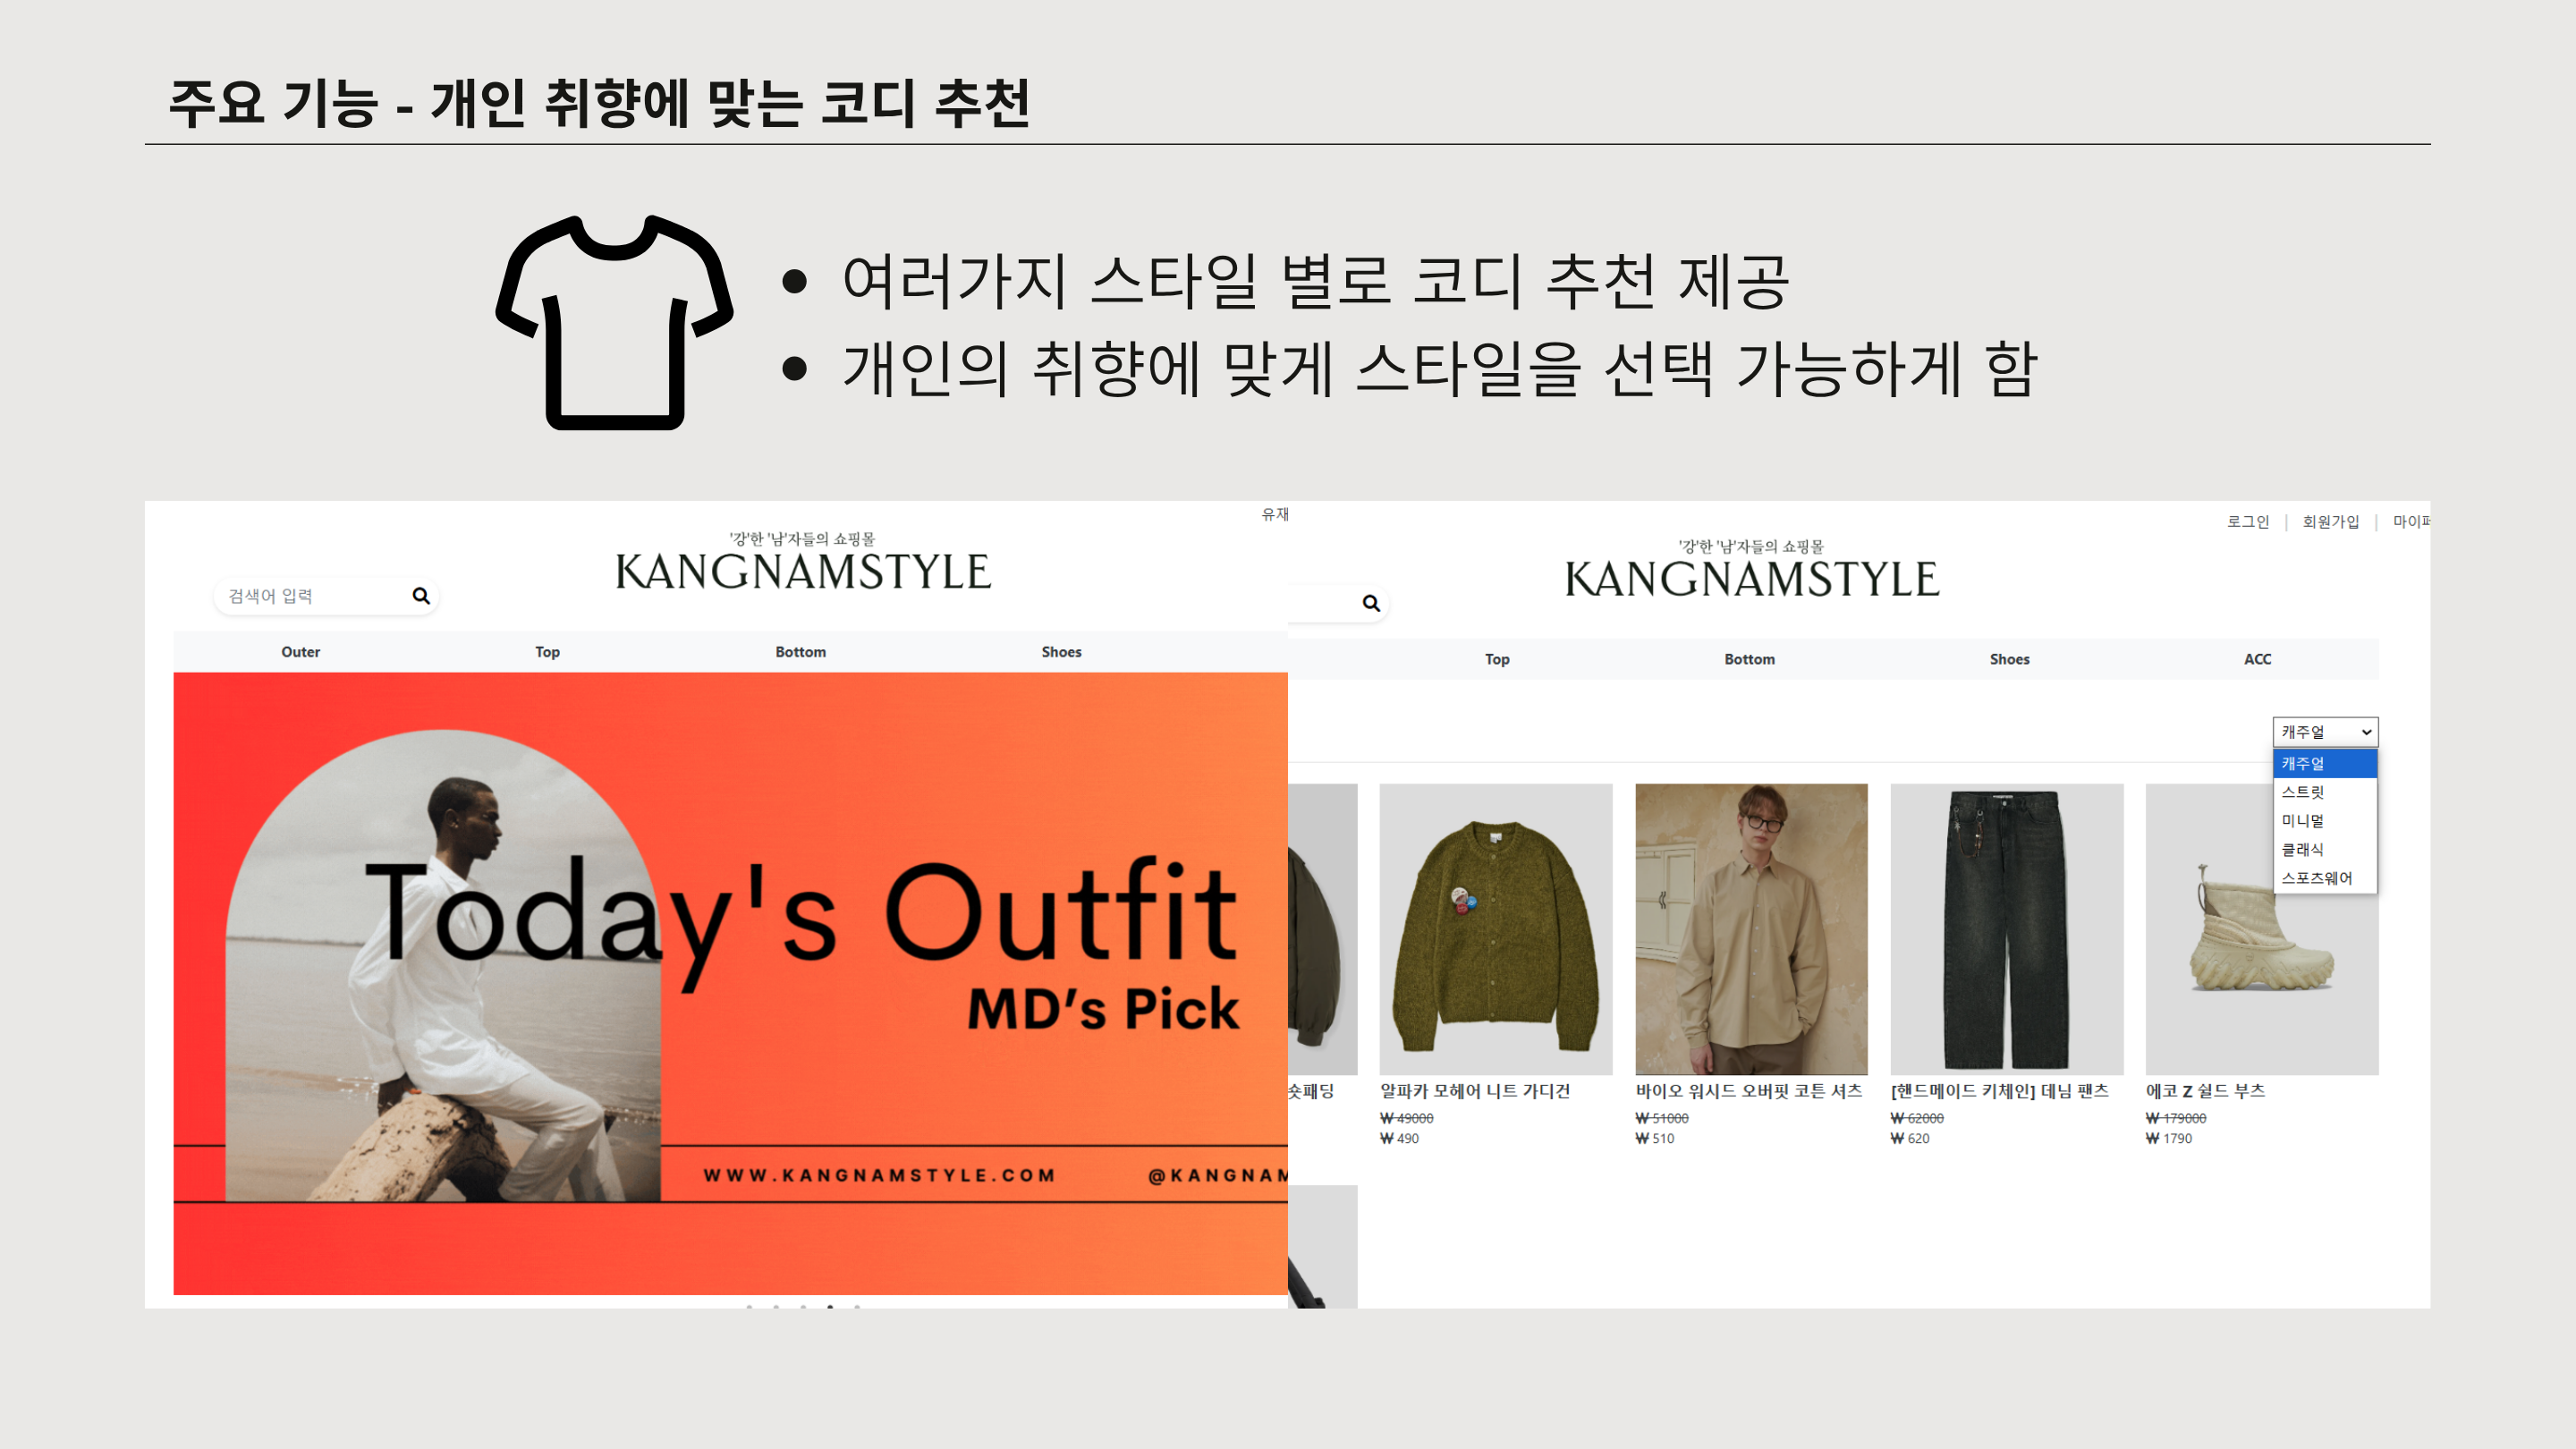 주요 기능 - 개인 취향에 맞는 코디 추천
• 여러가지 스타일 별로 코디 추천 제공
• 개인의 취향에 맞게 스타일을 선택 가능하게 함
유재
'강'한 '남'자들의 쇼핑몰
KANGNAMSTYLE
검색어 입력
Outer Top Bottom Shoes
Today's Outfit
MD's Pick
WWW.KANGNAMSTYLE.COM @KANGNAM
로그인 | 회원가입 | 마이페
'강'한 '남'자들의 쇼핑몰
KANGNAMSTYLE
Top Bottom Shoes ACC
캐주얼
캐주얼
스트릿
미니멀
클래식
스포츠웨어
숏패딩
알파카 모헤어 니트 가디건
₩ 49000
₩ 490
바이오 워시드 오버핏 코튼 셔츠
₩ 51000
₩ 510
[핸드메이드 키체인] 데님 팬츠
₩ 62000
₩ 620
에코 Z 쉴드 부츠
₩ 179000
₩ 1790